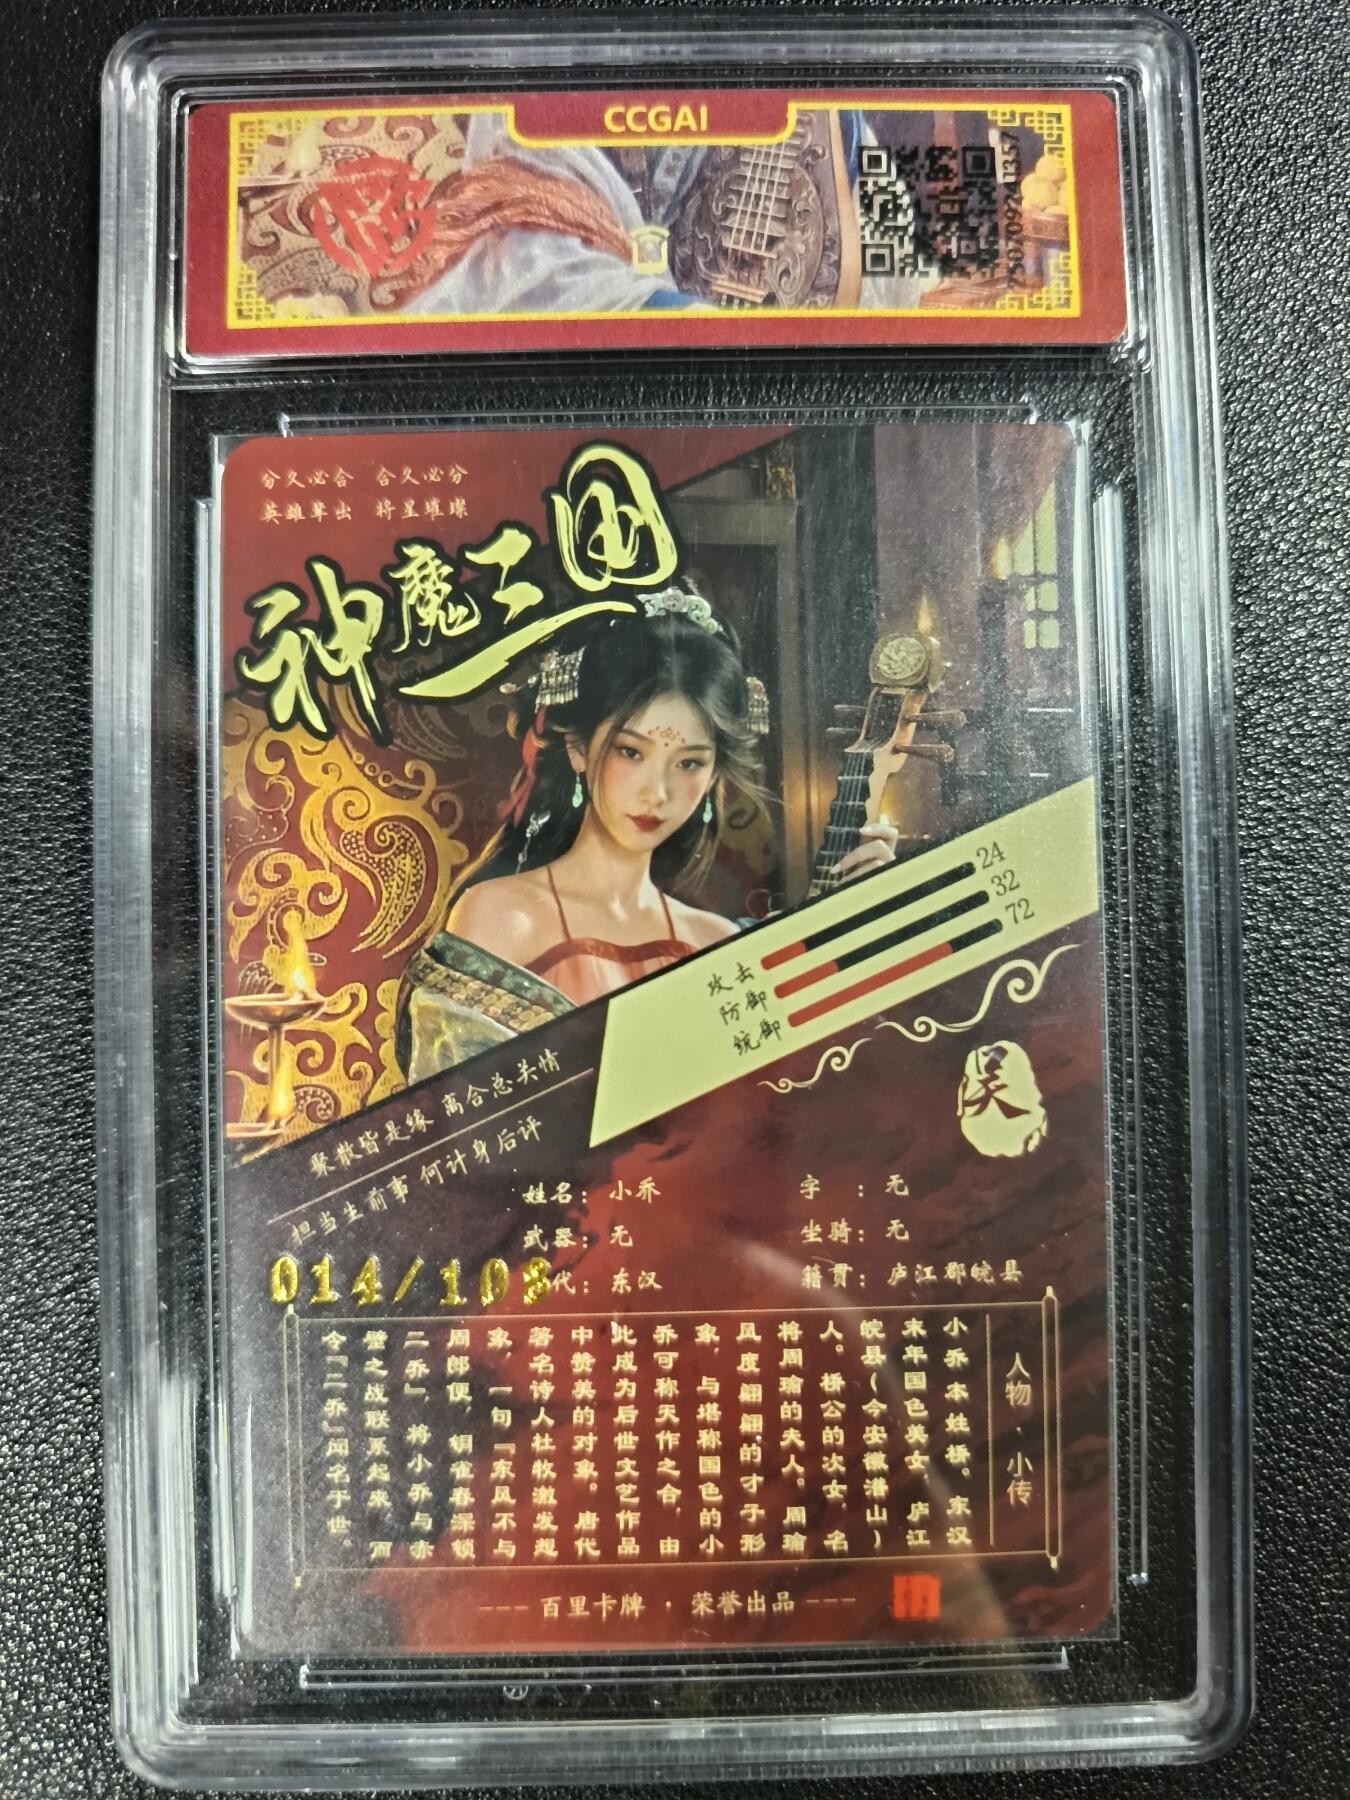 CCGAI
分久必合 合久必分
英雄辈出 将星璀璨
神魔三国
攻击 24
防御 32
统御 72
聚散皆是缘 离合总关情
担当生前事 何计身后评
吴
姓名：小乔
字：无
武器：无
坐骑：无
代：东汉
籍贯：庐江郡皖县
014/108
人物·小传
小乔本姓桥。东汉
末年国色美女，庐江
皖县（今安徽潜山）
人。桥公的次女，名
将周瑜的夫人。周瑜
风度翩翩的才子形
象，与堪称国色的小
乔可称天作之合，由
此成为后世文艺作品
中赞美的对象。唐代
著名诗人杜牧激发想
象，一句『东风不与
周郎便，铜雀春深锁
二乔』，将小乔与赤
壁之战联系起来，而
令『二乔』闻名于世。
--- 百里卡牌 · 荣誉出品 ---